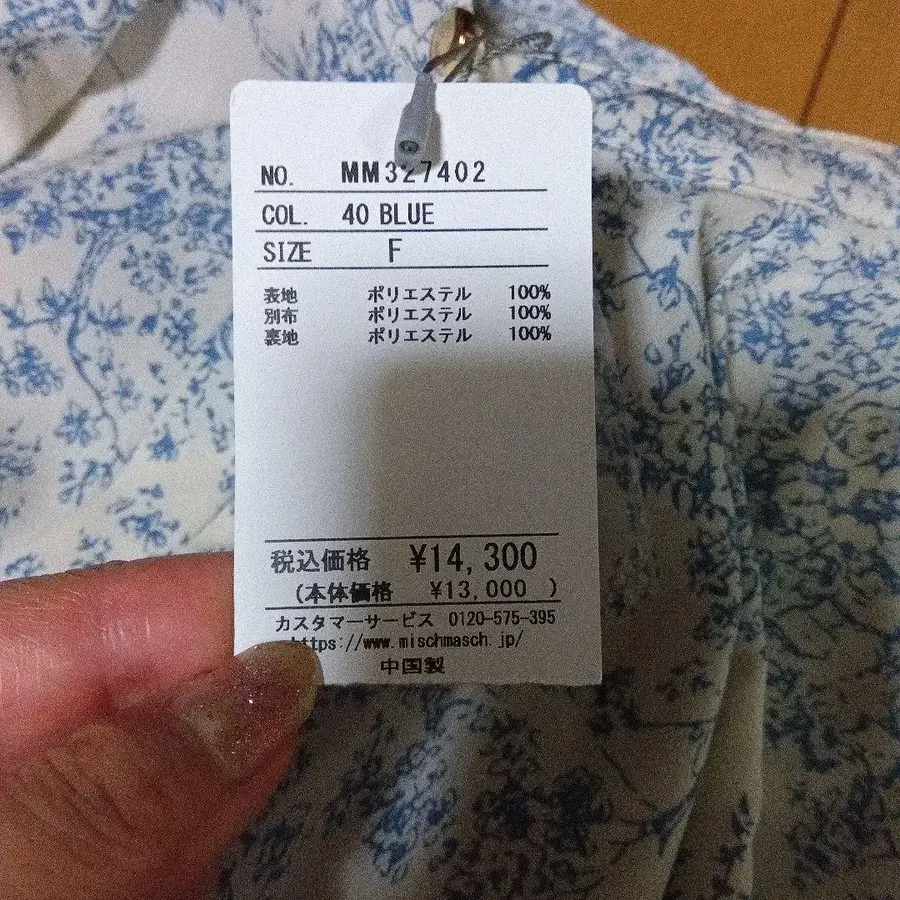 NO. MM327402
COL. 40 BLUE
SIZE F
表地 ポリエステル 100%
別布 ポリエステル 100%
裏地 ポリエステル 100%
税込価格 ¥14,300
(本体価格 ¥13,000 )
カスタマーサービス 0120-575-395
https://www.mischmasch.jp/
中国製